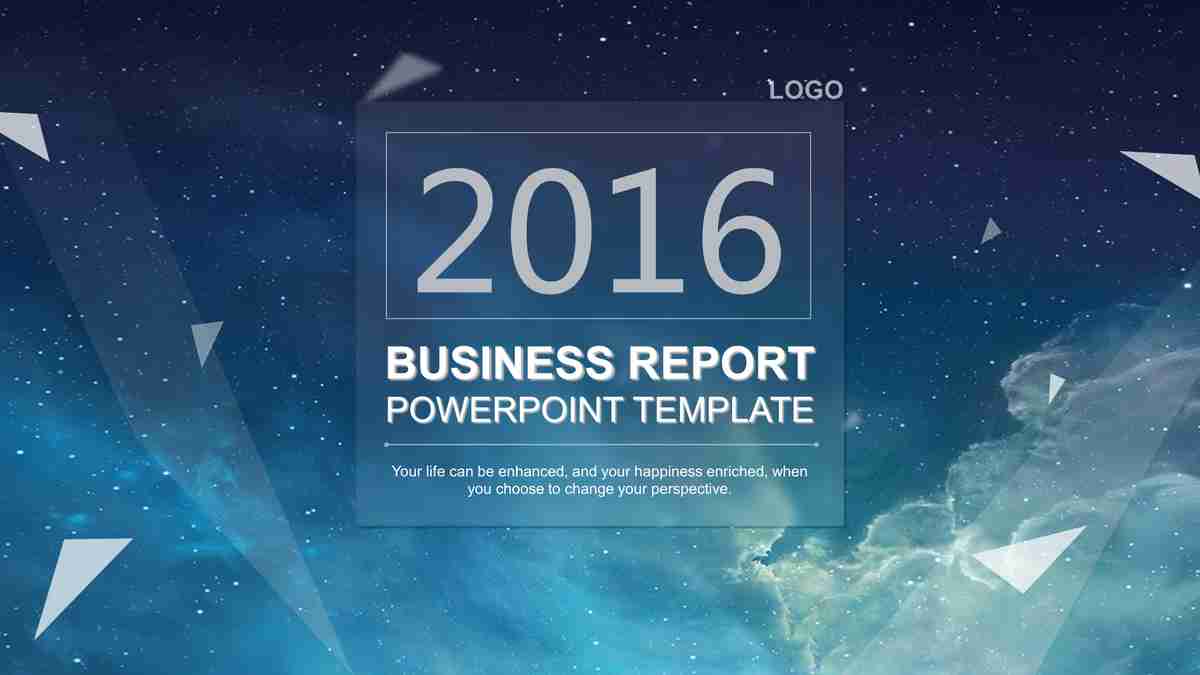 LOGO
2016
BUSINESS REPORT
POWERPOINT TEMPLATE
Your life can be enhanced, and your happiness enriched, when
you choose to change your perspective.